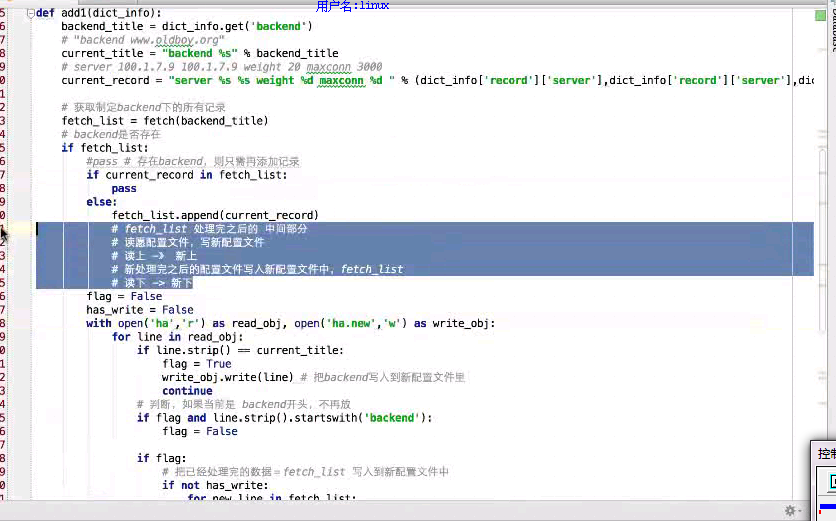 用户名:linux
def add1(dict_info):
backend_title = dict_info.get('backend')
# "backend www.oldboy.org"
current_title = "backend %s" % backend_title
# server 100.1.7.9 100.1.7.9 weight 20 maxconn 3000
current_record = "server %s %s weight %d maxconn %d " % (dict_info['record']['server'],dict_info['record']['server'],dic
# 获取制定backend下的所有记录
fetch_list = fetch(backend_title)
# backend是否存在
if fetch_list:
#pass # 存在backend，则只需再添加记录
if current_record in fetch_list:
pass
else:
fetch_list.append(current_record)
# fetch_list 处理完之后的 中间部分
# 读愿配置文件，写新配置文件
# 读上 -》 新上
# 新处理完之后的配置文件写入新配置文件中，fetch_list
# 读下 -> 新下
flag = False
has_write = False
with open('ha','r') as read_obj, open('ha.new','w') as write_obj:
for line in read_obj:
if line.strip() == current_title:
flag = True
write_obj.write(line) # 把backend写入到新配置文件里
continue
# 判断，如果当前是 backend开头，不再放
if flag and line.strip().startswith('backend'):
flag = False
if flag:
# 把已经处理完的数据＝fetch_list 写入到新配置文件中
if not has_write:
for new_line in fetch_list:
控制